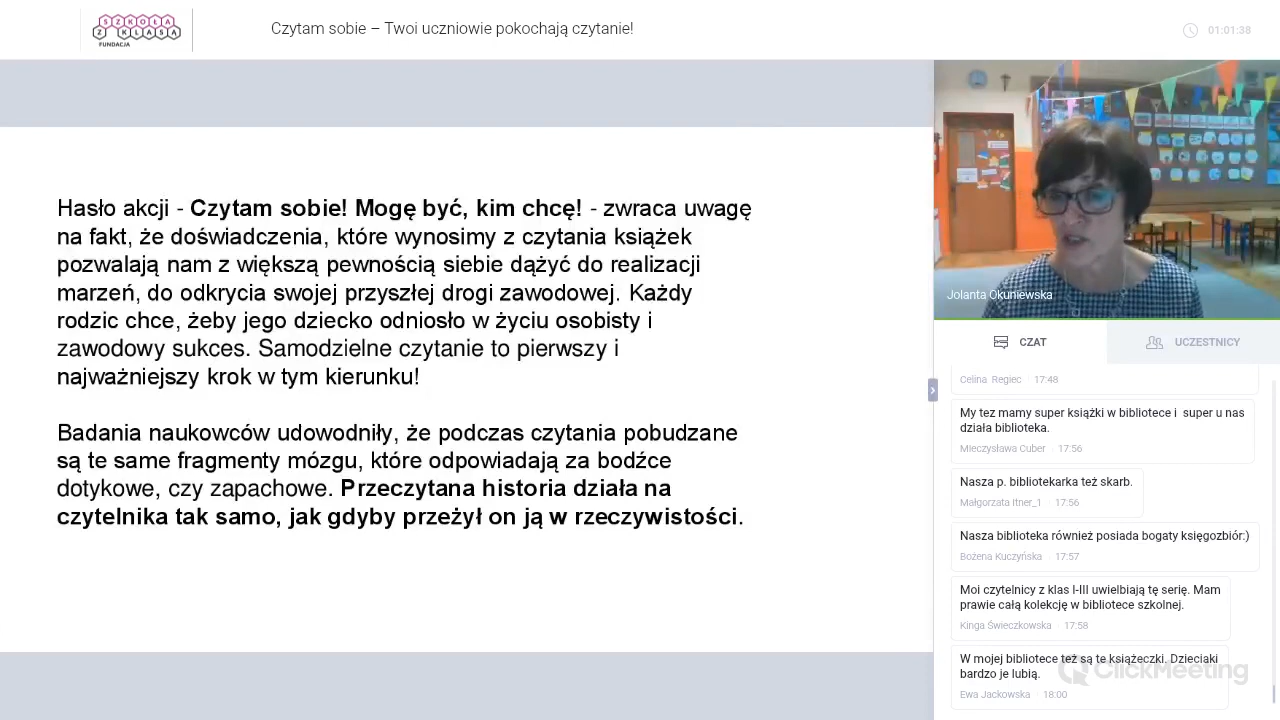 SZKOŁA
Z KLASĄ
FUNDACJA
Czytam sobie – Twoi uczniowie pokochają czytanie!
01:01:38
Hasło akcji - Czytam sobie! Mogę być, kim chcę! - zwraca uwagę
na fakt, że doświadczenia, które wynosimy z czytania książek
pozwalają nam z większą pewnością siebie dążyć do realizacji
marzeń, do odkrycia swojej przyszłej drogi zawodowej. Każdy
rodzic chce, żeby jego dziecko odniosło w życiu osobisty i
zawodowy sukces. Samodzielne czytanie to pierwszy i
najważniejszy krok w tym kierunku!
Badania naukowców udowodniły, że podczas czytania pobudzane
są te same fragmenty mózgu, które odpowiadają za bodźce
dotykowe, czy zapachowe. Przeczytana historia działa na
czytelnika tak samo, jak gdyby przeżył on ją w rzeczywistości.
Jolanta Okuniewska
CZAT
UCZESTNICY
Celina Regiec 17:48
My tez mamy super książki w bibliotece i super u nas
działa biblioteka.
Mieczysława Cuber 17:56
Nasza p. bibliotekarka też skarb.
Małgorzata Itner_1 17:56
Nasza biblioteka również posiada bogaty księgozbiór:)
Bożena Kuczyńska 17:57
Moi czytelnicy z klas I-III uwielbiają tę serię. Mam
prawie całą kolekcję w bibliotece szkolnej.
Kinga Świeczkowska 17:58
W mojej bibliotece też są te książeczki. Dzieciaki
bardzo je lubią.
Ewa Jackowska 18:00
ClickMeeting